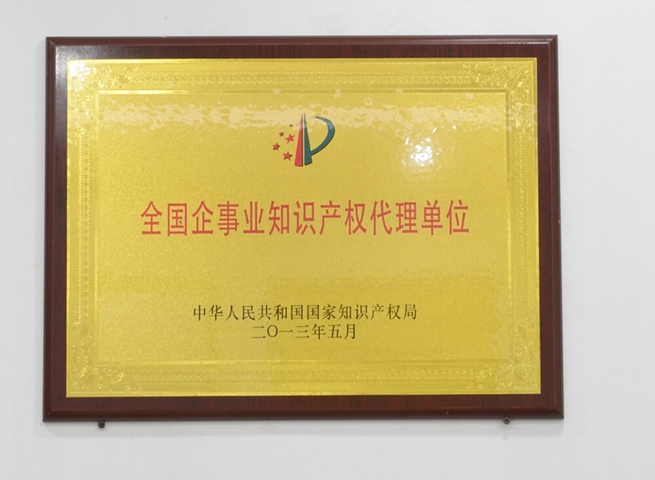 全国企事业知识产权代理单位
中华人民共和国国家知识产权局
二〇一三年五月